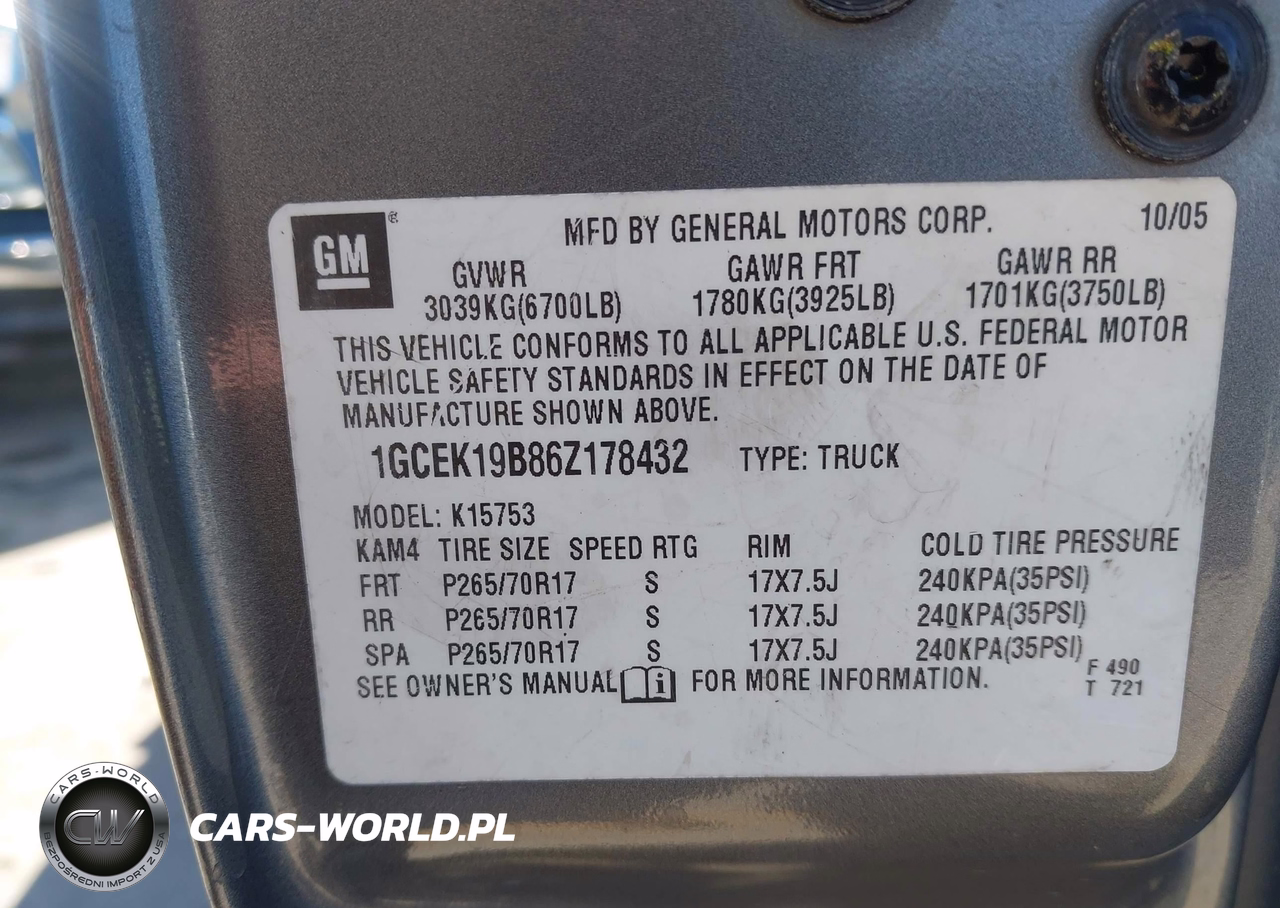 GM ® MFD BY GENERAL MOTORS CORP. 10/05
GVWR GAWR FRT GAWR RR
3039KG(6700LB) 1780KG(3925LB) 1701KG(3750LB)
THIS VEHICLE CONFORMS TO ALL APPLICABLE U.S. FEDERAL MOTOR
VEHICLE SAFETY STANDARDS IN EFFECT ON THE DATE OF
MANUFACTURE SHOWN ABOVE.
1GCEK19B86Z178432 TYPE: TRUCK
MODEL: K15753
KAM4 TIRE SIZE SPEED RTG RIM COLD TIRE PRESSURE
FRT P265/70R17 S 17X7.5J 240KPA(35PSI)
RR P265/70R17 S 17X7.5J 240KPA(35PSI)
SPA P265/70R17 S 17X7.5J 240KPA(35PSI)
SEE OWNER'S MANUAL i FOR MORE INFORMATION.
F 490
T 721
CARS-WORLD
CW
BEZPOŚREDNI IMPORT Z USA
CARS-WORLD.PL